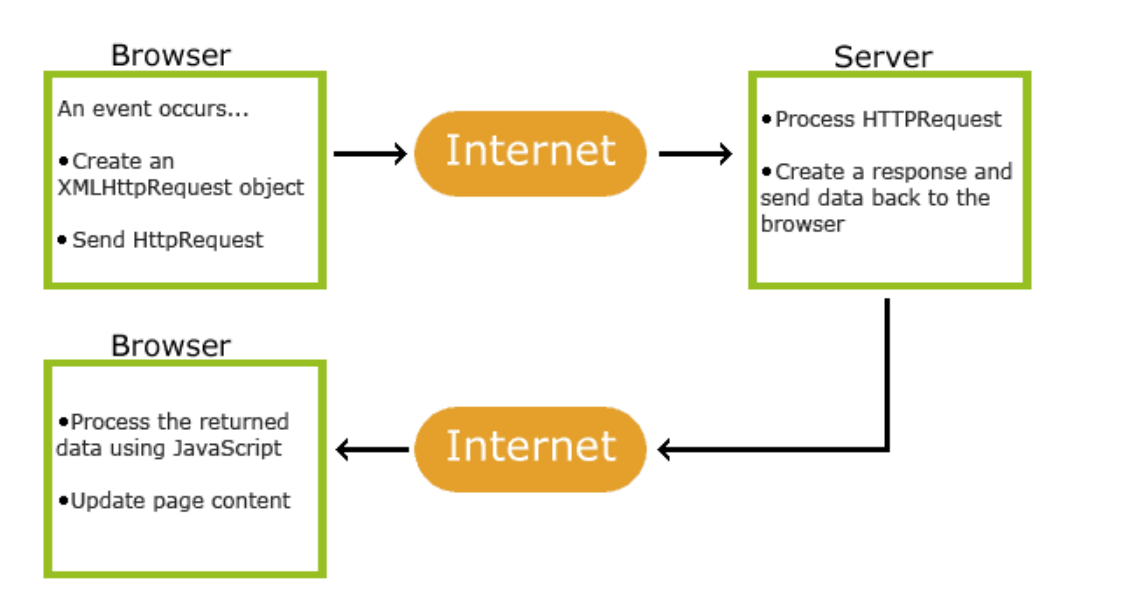 Browser
An event occurs...
•Create an
XMLHttpRequest object
• Send HttpRequest
Internet
Server
•Process HTTPRequest
•Create a response and
send data back to the
browser
Browser
•Process the returned
data using JavaScript
•Update page content
Internet